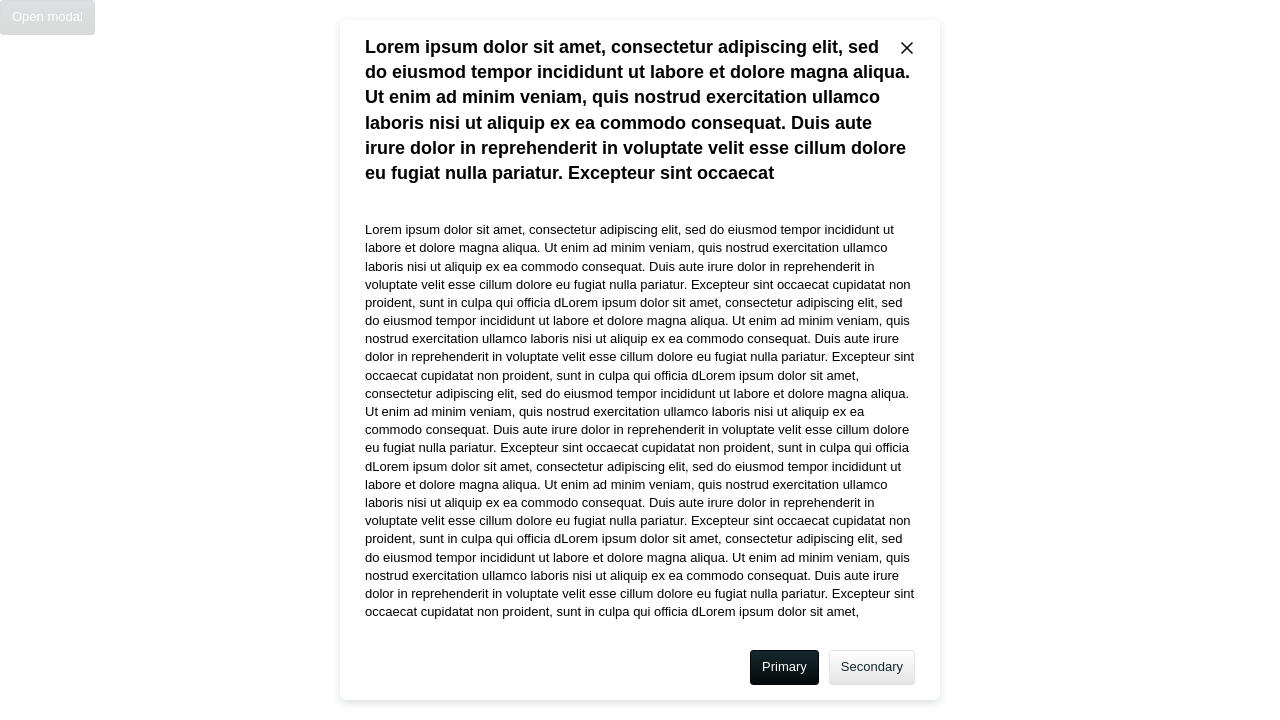 Open modal
Lorem ipsum dolor sit amet, consectetur adipiscing elit, sed
do eiusmod tempor incididunt ut labore et dolore magna aliqua.
Ut enim ad minim veniam, quis nostrud exercitation ullamco
laboris nisi ut aliquip ex ea commodo consequat. Duis aute
irure dolor in reprehenderit in voluptate velit esse cillum dolore
eu fugiat nulla pariatur. Excepteur sint occaecat
Lorem ipsum dolor sit amet, consectetur adipiscing elit, sed do eiusmod tempor incididunt ut
labore et dolore magna aliqua. Ut enim ad minim veniam, quis nostrud exercitation ullamco
laboris nisi ut aliquip ex ea commodo consequat. Duis aute irure dolor in reprehenderit in
voluptate velit esse cillum dolore eu fugiat nulla pariatur. Excepteur sint occaecat cupidatat non
proident, sunt in culpa qui officia dLorem ipsum dolor sit amet, consectetur adipiscing elit, sed
do eiusmod tempor incididunt ut labore et dolore magna aliqua. Ut enim ad minim veniam, quis
nostrud exercitation ullamco laboris nisi ut aliquip ex ea commodo consequat. Duis aute irure
dolor in reprehenderit in voluptate velit esse cillum dolore eu fugiat nulla pariatur. Excepteur sint
occaecat cupidatat non proident, sunt in culpa qui officia dLorem ipsum dolor sit amet,
consectetur adipiscing elit, sed do eiusmod tempor incididunt ut labore et dolore magna aliqua.
Ut enim ad minim veniam, quis nostrud exercitation ullamco laboris nisi ut aliquip ex ea
commodo consequat. Duis aute irure dolor in reprehenderit in voluptate velit esse cillum dolore
eu fugiat nulla pariatur. Excepteur sint occaecat cupidatat non proident, sunt in culpa qui officia
dLorem ipsum dolor sit amet, consectetur adipiscing elit, sed do eiusmod tempor incididunt ut
labore et dolore magna aliqua. Ut enim ad minim veniam, quis nostrud exercitation ullamco
laboris nisi ut aliquip ex ea commodo consequat. Duis aute irure dolor in reprehenderit in
voluptate velit esse cillum dolore eu fugiat nulla pariatur. Excepteur sint occaecat cupidatat non
proident, sunt in culpa qui officia dLorem ipsum dolor sit amet, consectetur adipiscing elit, sed
do eiusmod tempor incididunt ut labore et dolore magna aliqua. Ut enim ad minim veniam, quis
nostrud exercitation ullamco laboris nisi ut aliquip ex ea commodo consequat. Duis aute irure
dolor in reprehenderit in voluptate velit esse cillum dolore eu fugiat nulla pariatur. Excepteur sint
occaecat cupidatat non proident, sunt in culpa qui officia dLorem ipsum dolor sit amet,
Primary
Secondary